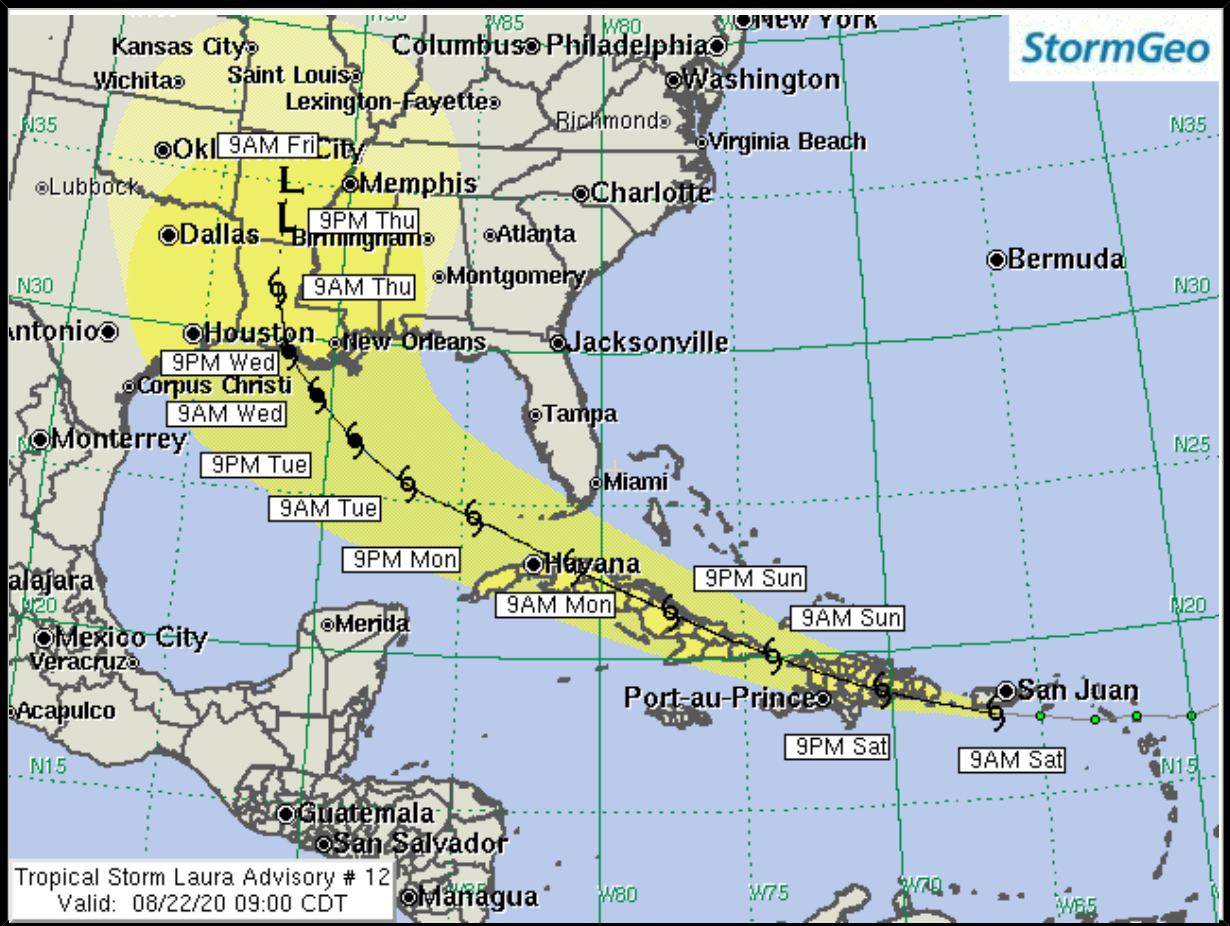 New York
W85
W80
Kansas City
Columbus
Philadelphia
StormGeo
Wichita
Saint Louis
Washington
Lexington-Fayette
N35
Richmond
N35
9AM Fri
City
Virginia Beach
Lubbock
L
Memphis
Charlotte
L
9PM Thu
Dallas
Birmingham
Atlanta
Bermuda
Montgomery
N30
9AM Thu
N30
ntonio
Houston
New Orleans
Jacksonville
9PM Wed
Corpus Christi
9AM Wed
Tampa
Monterrey
N25
9PM Tue
Miami
9AM Tue
9PM Mon
Havana
9PM Sun
alajara
9AM Mon
9AM Sun
N20
N20
Merida
Mexico City
Veracruz
Port-au-Prince
San Juan
Acapulco
9PM Sat
9AM Sat
N15
N15
Guatemala
San Salvador
Tropical Storm Laura Advisory # 12
Valid: 08/22/20 09:00 CDT
Managua
W85
W80
W75
W70
W65